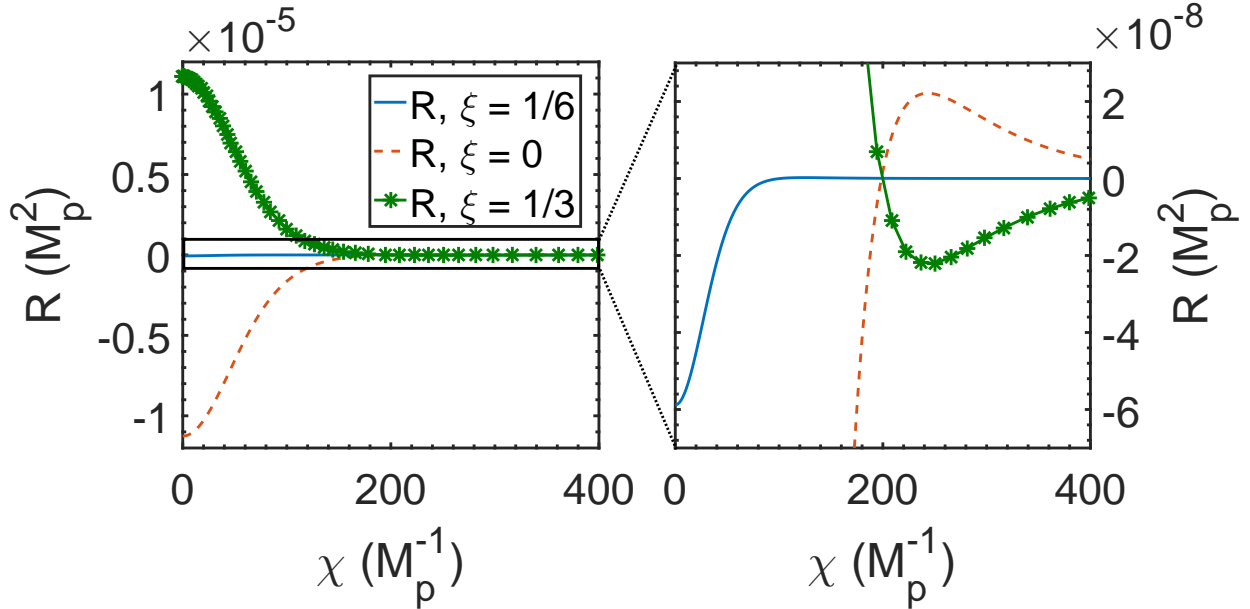 ×10⁻⁵
1
0.5
0
-0.5
-1
R (M_p²)
R, ξ = 1/6
R, ξ = 0
R, ξ = 1/3
0 200 400
χ (M_p⁻¹)
×10⁻⁸
2
0
-2
-4
-6
R (M_p²)
0 200 400
χ (M_p⁻¹)